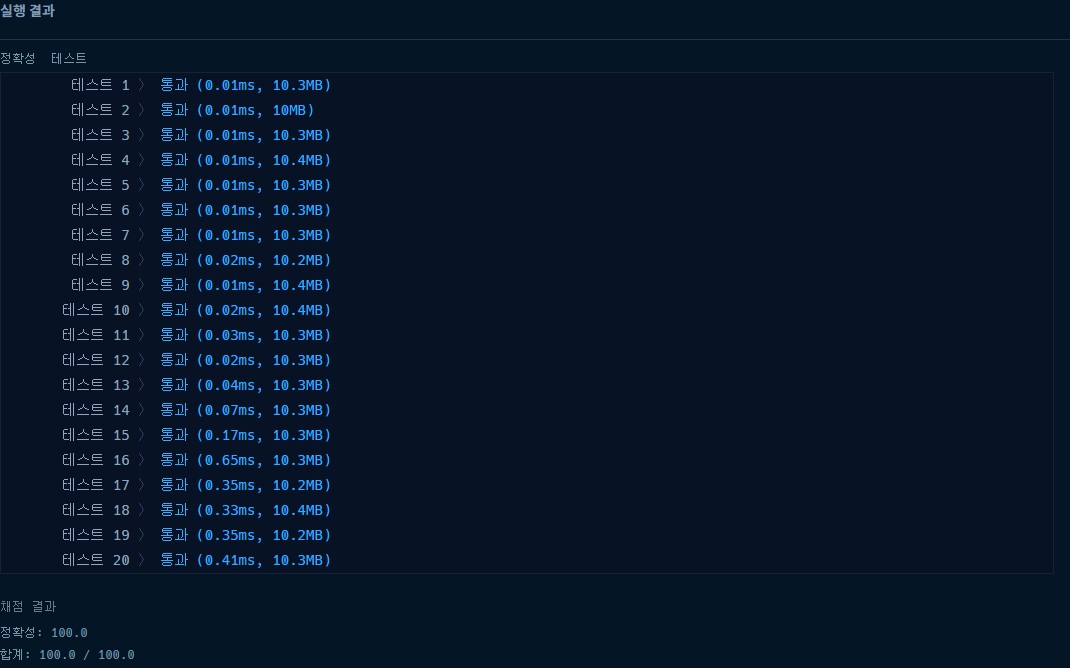 실행 결과
정확성 테스트
테스트 1 〉 통과 (0.01ms, 10.3MB)
테스트 2 〉 통과 (0.01ms, 10MB)
테스트 3 〉 통과 (0.01ms, 10.3MB)
테스트 4 〉 통과 (0.01ms, 10.4MB)
테스트 5 〉 통과 (0.01ms, 10.3MB)
테스트 6 〉 통과 (0.01ms, 10.3MB)
테스트 7 〉 통과 (0.01ms, 10.3MB)
테스트 8 〉 통과 (0.02ms, 10.2MB)
테스트 9 〉 통과 (0.01ms, 10.4MB)
테스트 10 〉 통과 (0.02ms, 10.4MB)
테스트 11 〉 통과 (0.03ms, 10.3MB)
테스트 12 〉 통과 (0.02ms, 10.3MB)
테스트 13 〉 통과 (0.04ms, 10.3MB)
테스트 14 〉 통과 (0.07ms, 10.3MB)
테스트 15 〉 통과 (0.17ms, 10.3MB)
테스트 16 〉 통과 (0.65ms, 10.3MB)
테스트 17 〉 통과 (0.35ms, 10.2MB)
테스트 18 〉 통과 (0.33ms, 10.4MB)
테스트 19 〉 통과 (0.35ms, 10.2MB)
테스트 20 〉 통과 (0.41ms, 10.3MB)
채점 결과
정확성: 100.0
합계: 100.0 / 100.0